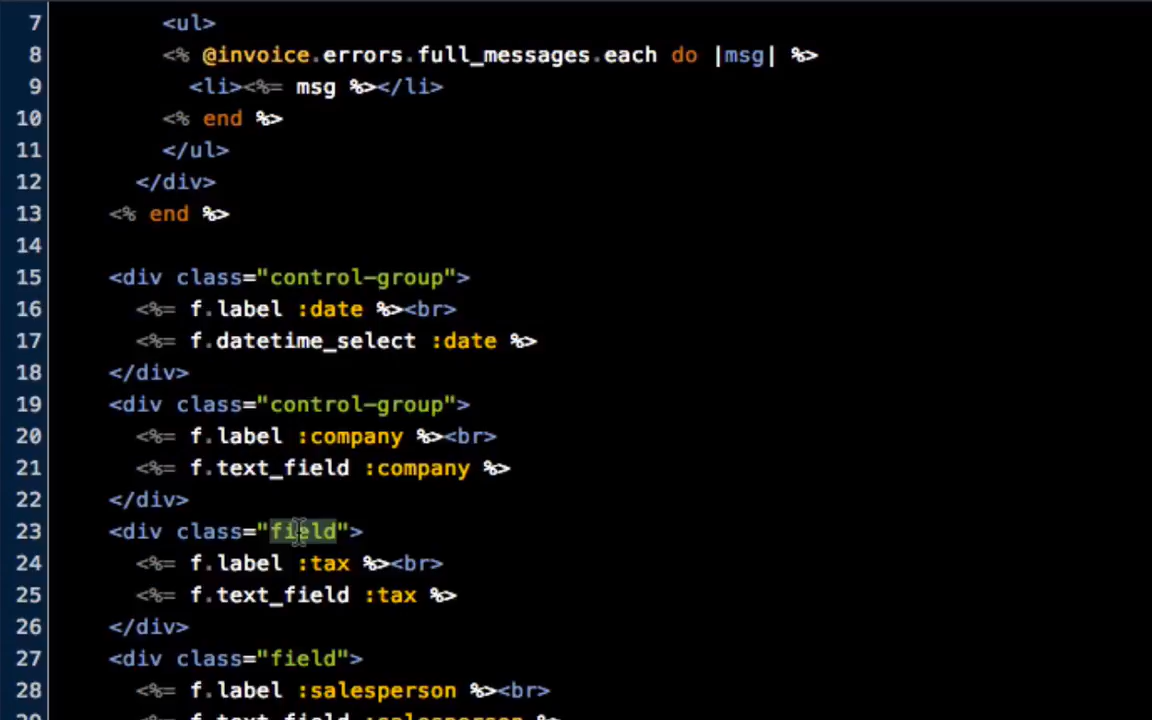 7 <ul>
8 <% @invoice.errors.full_messages.each do |msg| %>
9 <li><%= msg %></li>
10 <% end %>
11 </ul>
12 </div>
13 <% end %>
14
15 <div class="control-group">
16 <%= f.label :date %><br>
17 <%= f.datetime_select :date %>
18 </div>
19 <div class="control-group">
20 <%= f.label :company %><br>
21 <%= f.text_field :company %>
22 </div>
23 <div class="field">
24 <%= f.label :tax %><br>
25 <%= f.text_field :tax %>
26 </div>
27 <div class="field">
28 <%= f.label :salesperson %><br>
29 <%= f.text_field :salesperson %>